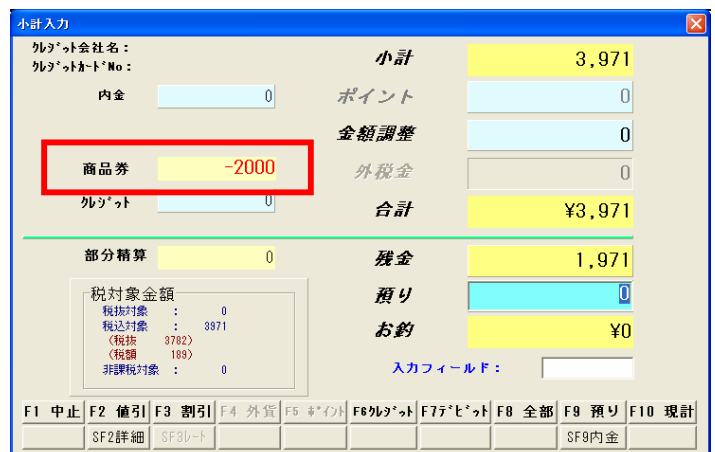 小計入力
ｸﾚｼﾞｯﾄ会社名：
ｸﾚｼﾞｯﾄｶｰﾄﾞNo：
小計 3,971
内金 0
ポイント 0
金額調整 0
商品券 -2000
外税金 0
ｸﾚｼﾞｯﾄ 0
合計 ¥3,971
部分精算 0
残金 1,971
税対象金額
税抜対象 ： 0
税込対象 ： 3971
（税抜 3782）
（税額 189）
非課税対象 ： 0
預り 0
お釣 ¥0
入力フィールド：
F1 中止 F2 値引 F3 割引 F4 外貨 F5 ﾎﾟｲﾝﾄ F6ｸﾚｼﾞｯﾄ F7ﾃﾞﾋﾞｯﾄ F8 全部 F9 預り F10 現計
SF2詳細 SF3ﾚｰﾄ SF9内金